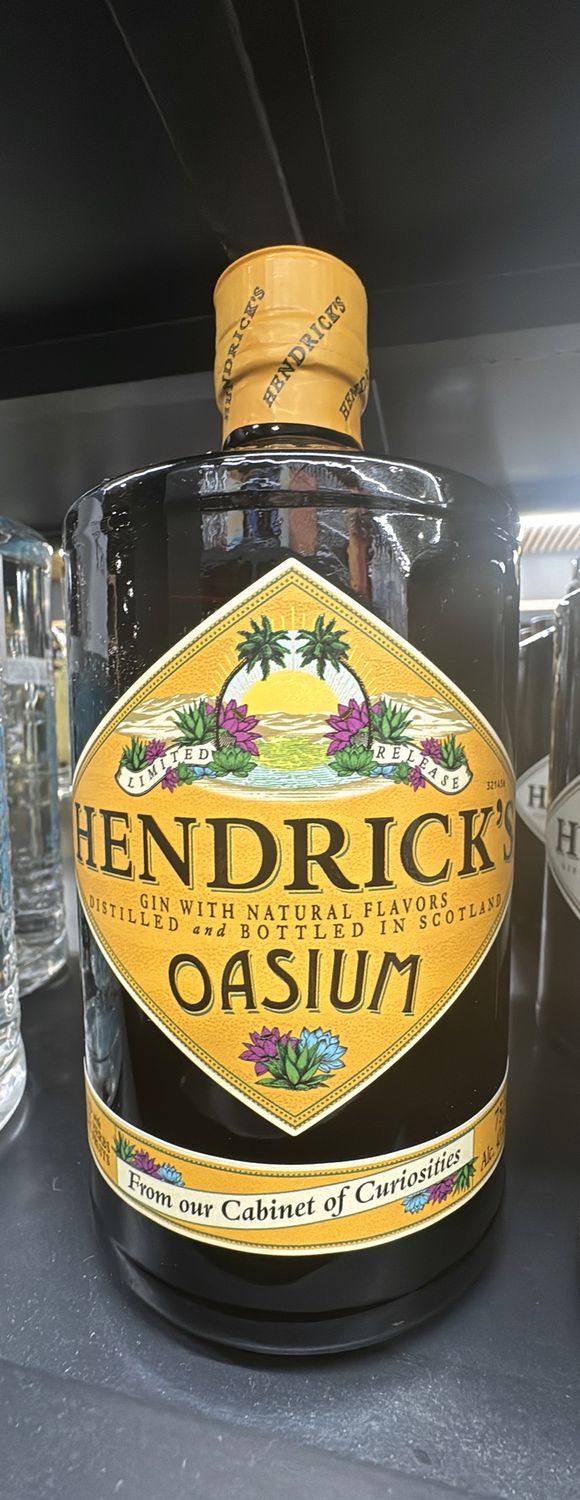 HENDRICK'S
HENDRICK'S
LIMITED RELEASE
321456
HENDRICK'S
GIN WITH NATURAL FLAVORS
DISTILLED and BOTTLED IN SCOTLAND
OASIUM
From our Cabinet of Curiosities